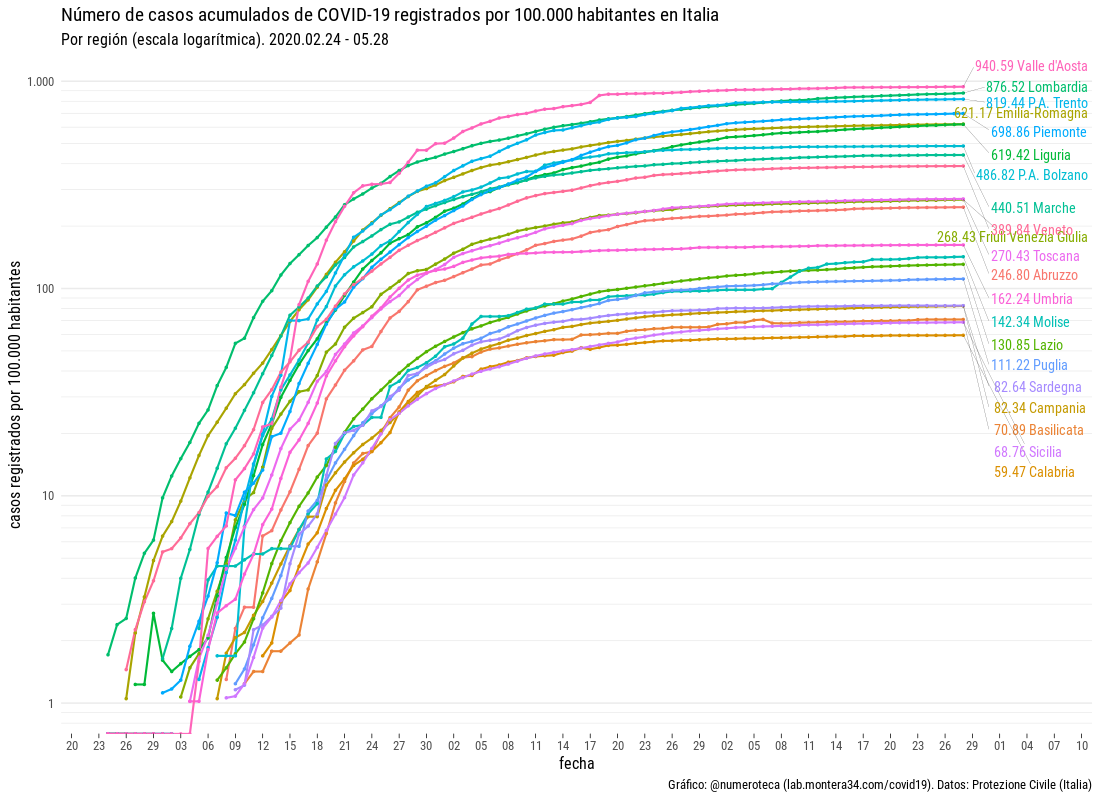 Número de casos acumulados de COVID-19 registrados por 100.000 habitantes en Italia
Por región (escala logarítmica). 2020.02.24 - 05.28
casos registrados por 100.000 habitantes
1.000
100
10
1
940.59 Valle d'Aosta
876.52 Lombardia
819.44 P.A. Trento
621.17 Emilia-Romagna
698.86 Piemonte
619.42 Liguria
486.82 P.A. Bolzano
440.51 Marche
389.84 Veneto
268.43 Friuli Venezia Giulia
270.43 Toscana
246.80 Abruzzo
162.24 Umbria
142.34 Molise
130.85 Lazio
111.22 Puglia
82.64 Sardegna
82.34 Campania
70.89 Basilicata
68.76 Sicilia
59.47 Calabria
20 23 26 29 03 06 09 12 15 18 21 24 27 30 02 05 08 11 14 17 20 23 26 29 02 05 08 11 14 17 20 23 26 29 01 04 07 10
fecha
Gráfico: @numeroteca (lab.montera34.com/covid19). Datos: Protezione Civile (Italia)